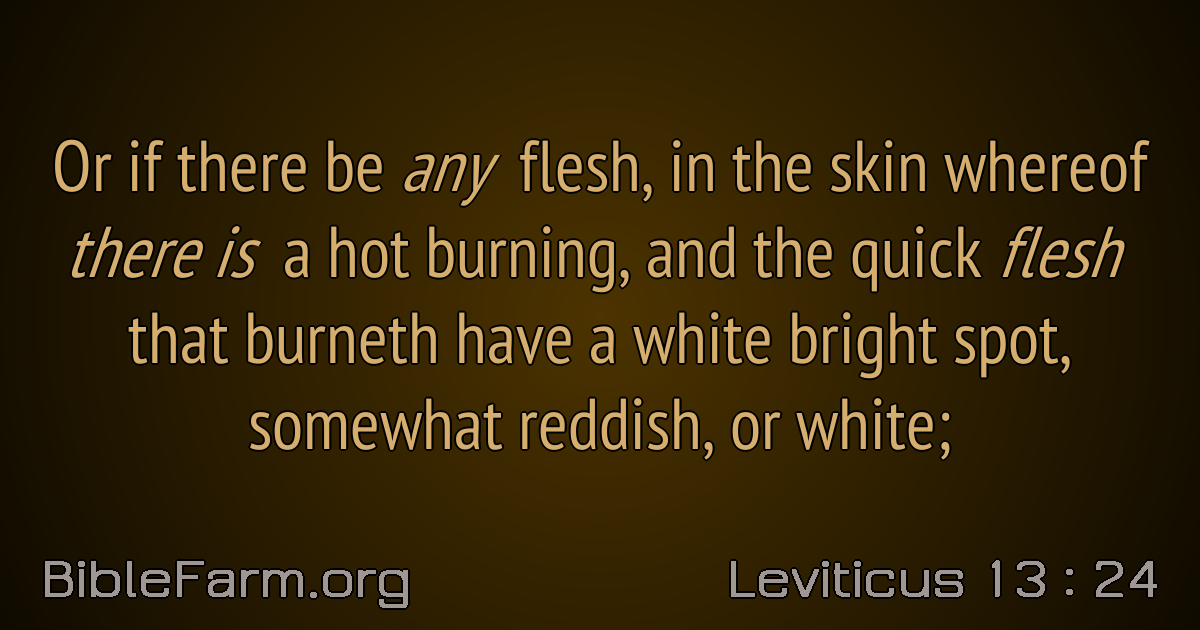 Or if there be any flesh, in the skin whereof
there is a hot burning, and the quick flesh
that burneth have a white bright spot,
somewhat reddish, or white;
BibleFarm.org
Leviticus 13 : 24